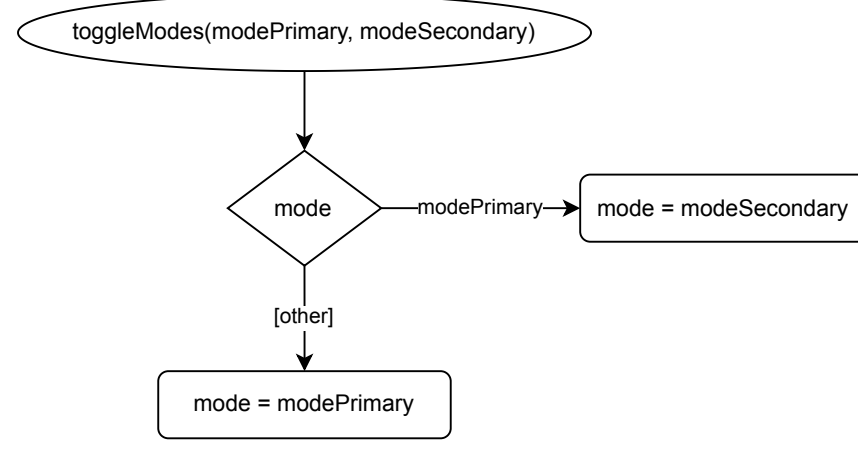 toggleModes(modePrimary, modeSecondary)
mode
modePrimary
mode = modeSecondary
[other]
mode = modePrimary